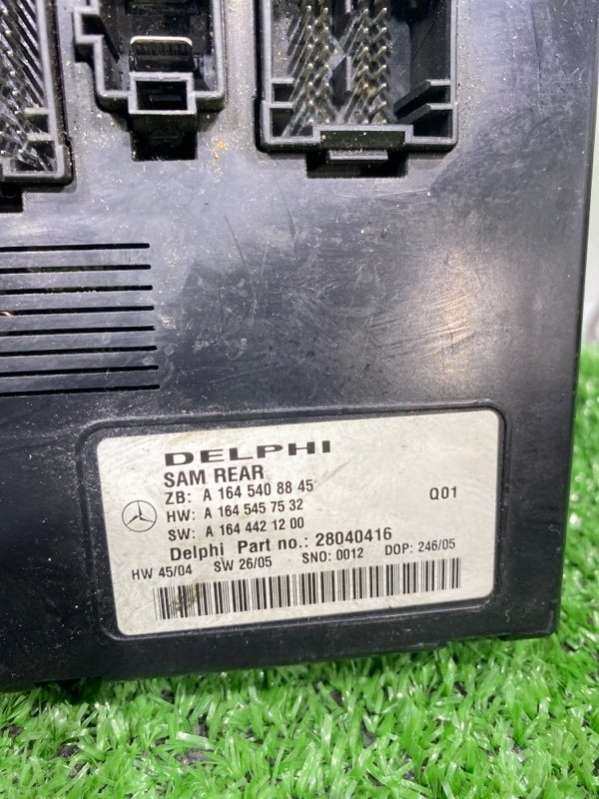 DELPHI
SAM REAR
ZB: A 164 540 88 45
HW: A 164 545 75 32 Q01
SW: A 164 442 12 00
Delphi Part no.: 28040416
HW 45/04 SW 26/05 SNO: 0012 DOP: 246/05